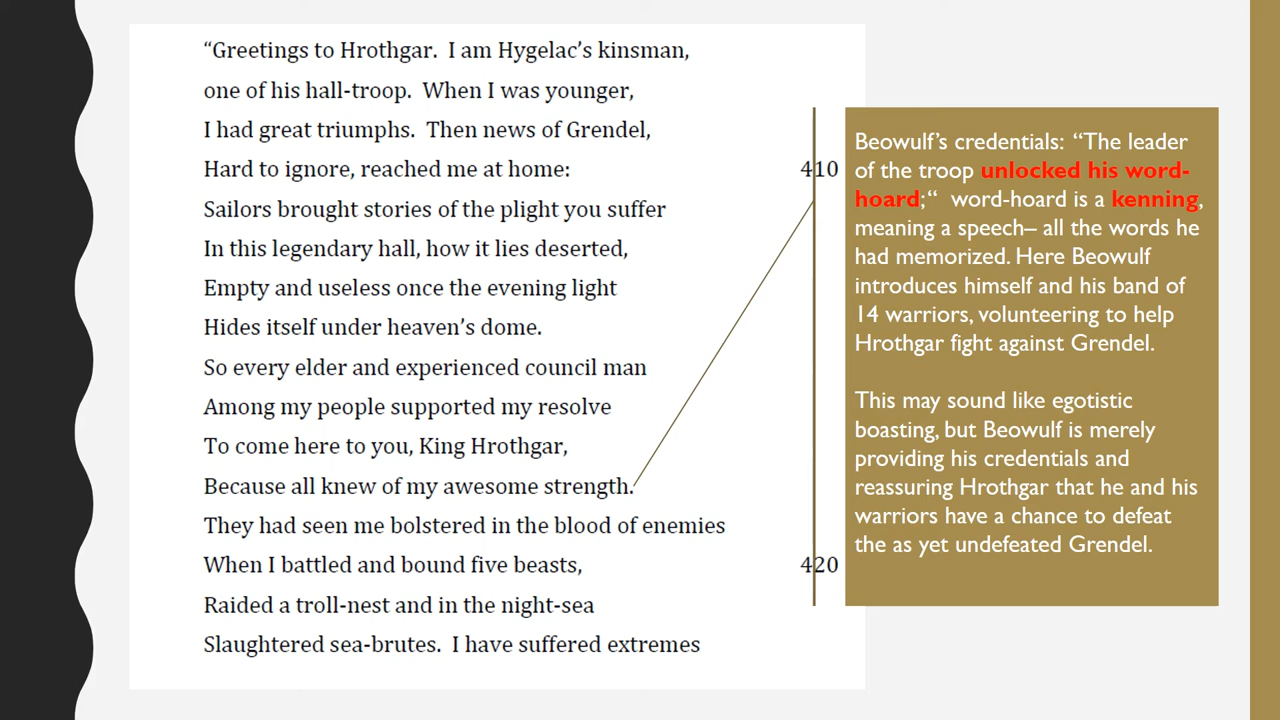 “Greetings to Hrothgar. I am Hygelac’s kinsman,
one of his hall-troop. When I was younger,
I had great triumphs. Then news of Grendel,
Hard to ignore, reached me at home:
410
Sailors brought stories of the plight you suffer
In this legendary hall, how it lies deserted,
Empty and useless once the evening light
Hides itself under heaven’s dome.
So every elder and experienced council man
Among my people supported my resolve
To come here to you, King Hrothgar,
Because all knew of my awesome strength.
They had seen me bolstered in the blood of enemies
When I battled and bound five beasts,
420
Raided a troll-nest and in the night-sea
Slaughtered sea-brutes. I have suffered extremes
Beowulf’s credentials: “The leader
of the troop unlocked his word-
hoard;“ word-hoard is a kenning,
meaning a speech– all the words he
had memorized. Here Beowulf
introduces himself and his band of
14 warriors, volunteering to help
Hrothgar fight against Grendel.
This may sound like egotistic
boasting, but Beowulf is merely
providing his credentials and
reassuring Hrothgar that he and his
warriors have a chance to defeat
the as yet undefeated Grendel.